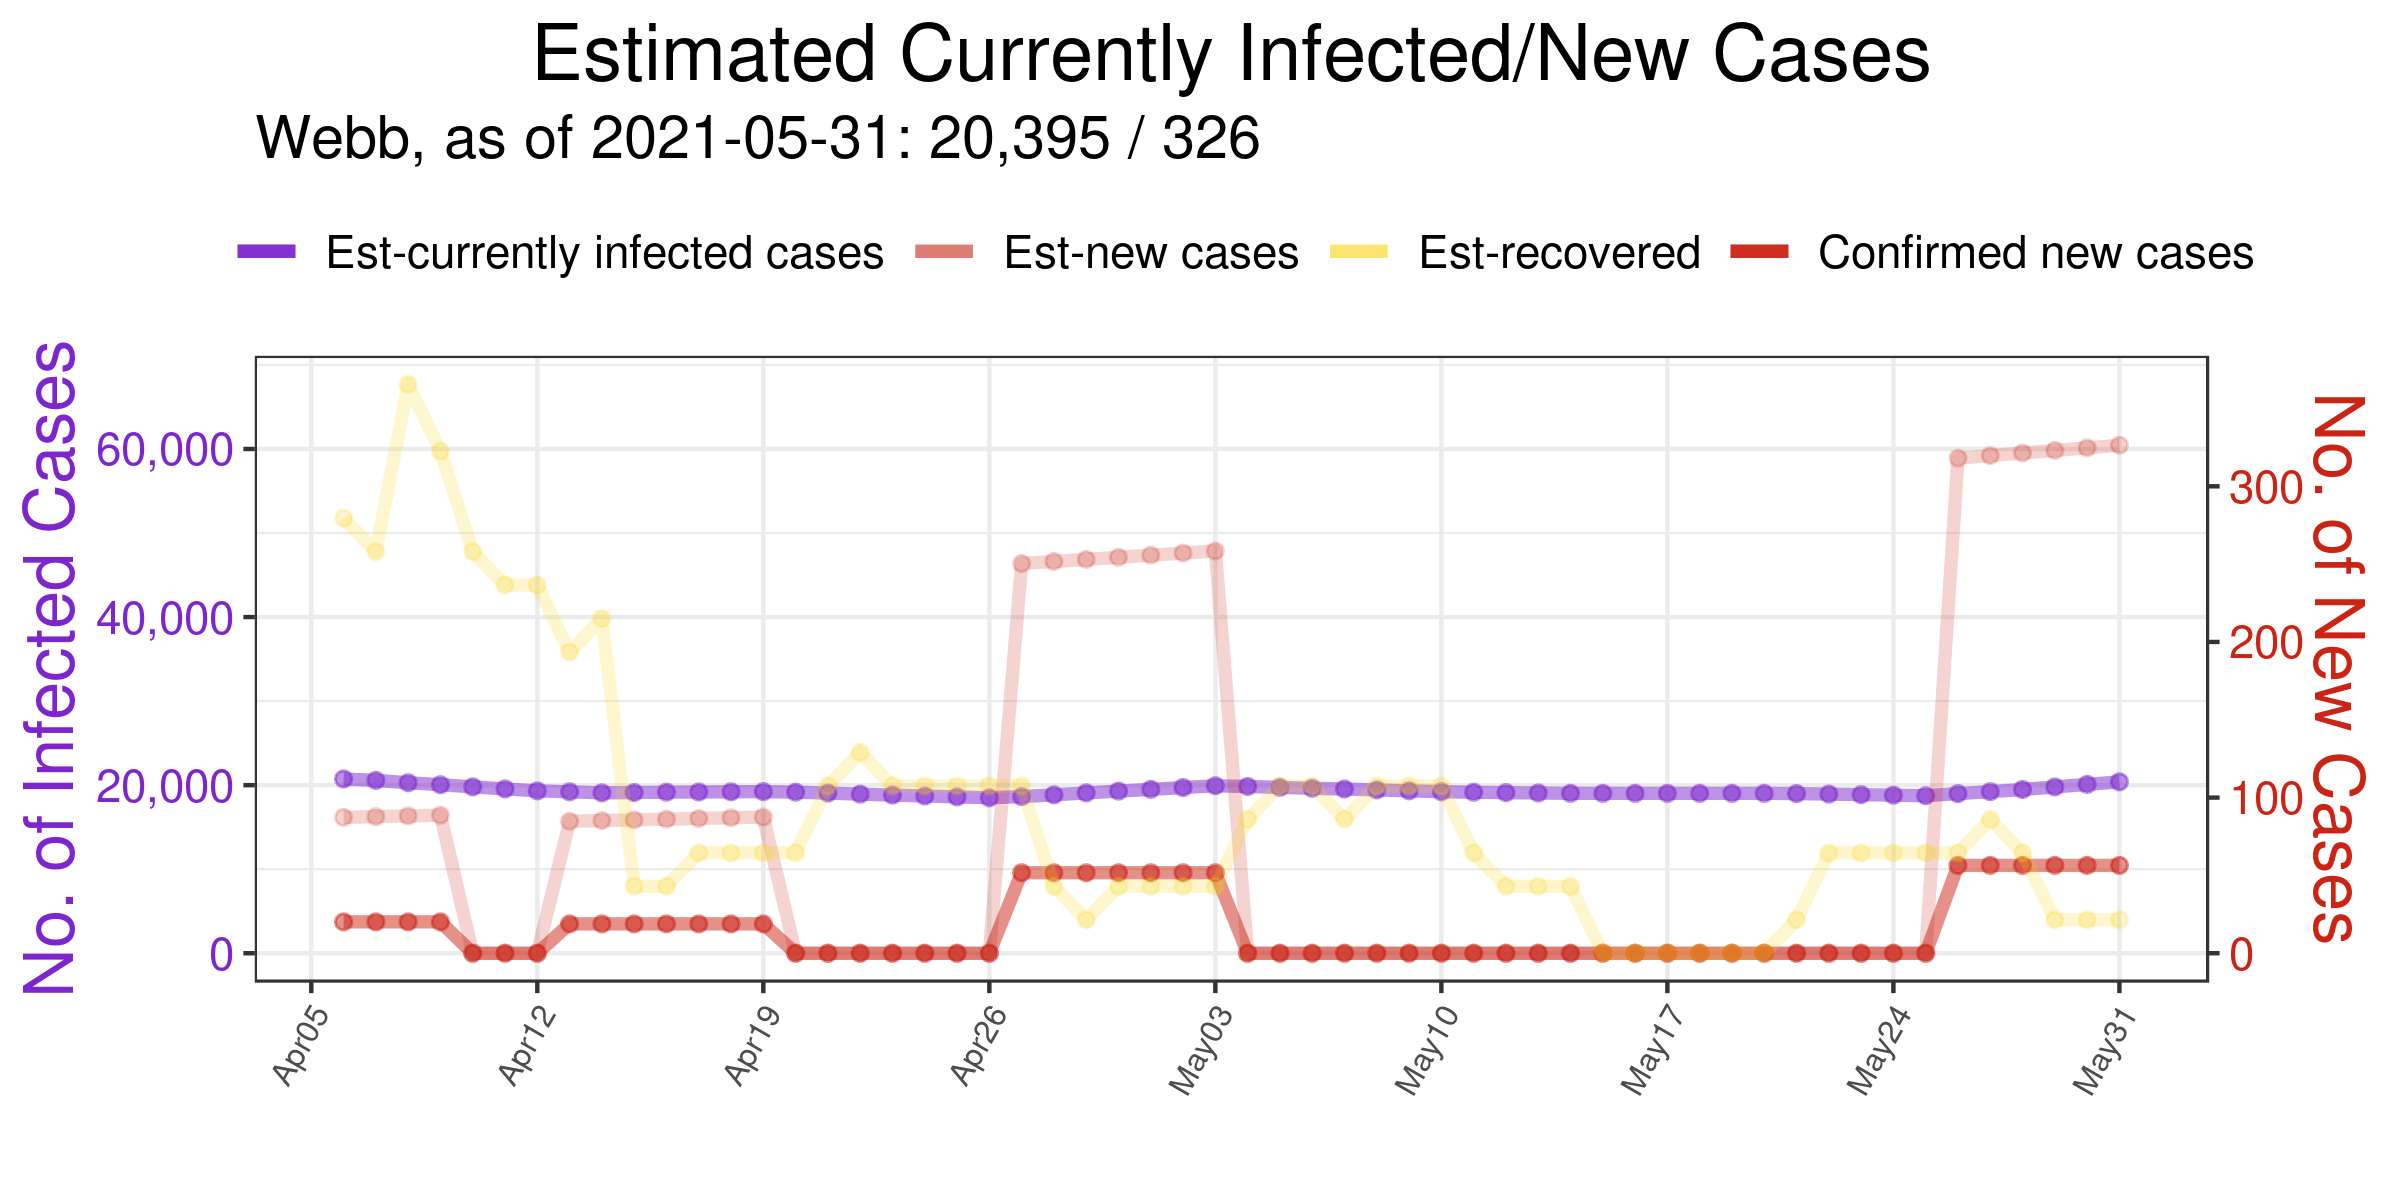 Estimated Currently Infected/New Cases
Webb, as of 2021-05-31: 20,395 / 326
Est-currently infected cases Est-new cases Est-recovered Confirmed new cases
No. of Infected Cases
60,000
40,000
20,000
0
300
200
100
0
No. of New Cases
Apr05 Apr12 Apr19 Apr26 May03 May10 May17 May24 May31